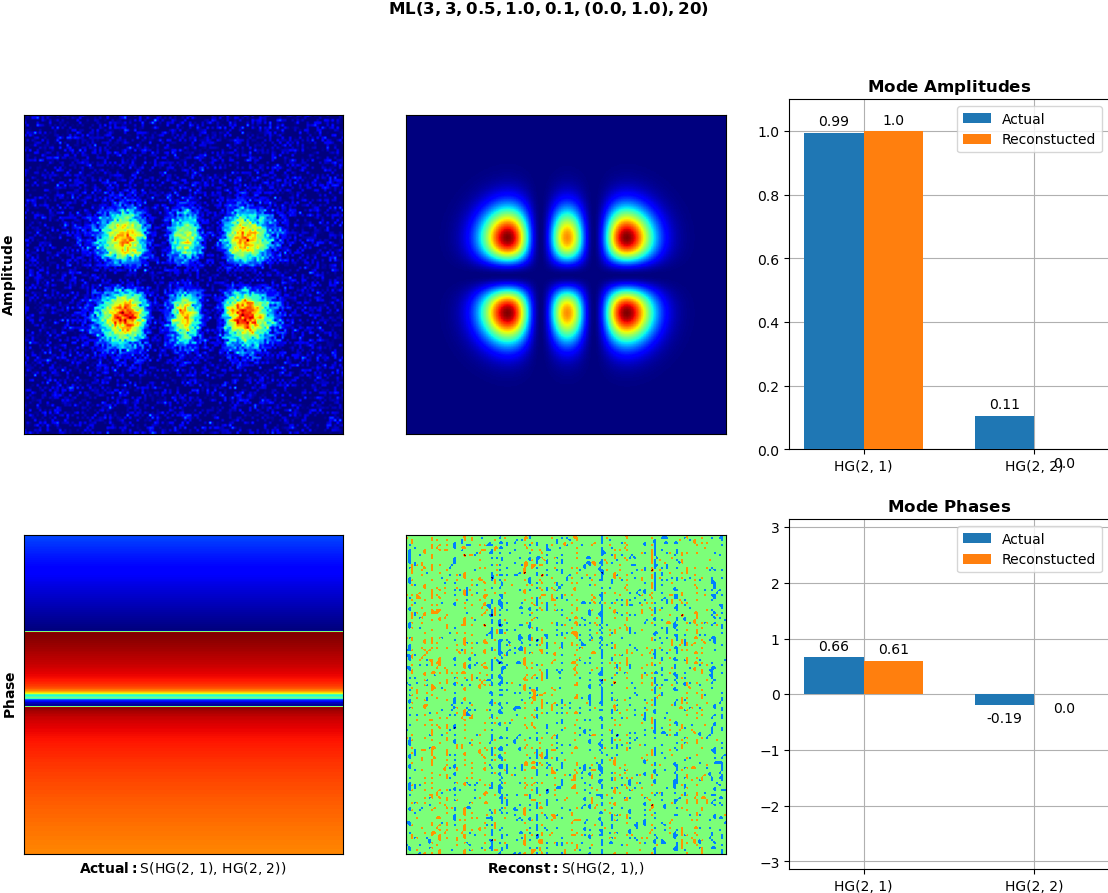 ML(3, 3, 0.5, 1.0, 0.1, (0.0, 1.0), 20)
Amplitude
Mode Amplitudes
Actual
Reconstucted
1.0
0.8
0.6
0.4
0.2
0.0
0.99
1.0
0.11
0.0
HG(2, 1)
HG(2, 2)
Phase
Actual: S(HG(2, 1), HG(2, 2))
Reconst: S(HG(2, 1),)
Mode Phases
Actual
Reconstucted
3
2
1
0
−1
−2
−3
0.66
0.61
-0.19
0.0
HG(2, 1)
HG(2, 2)